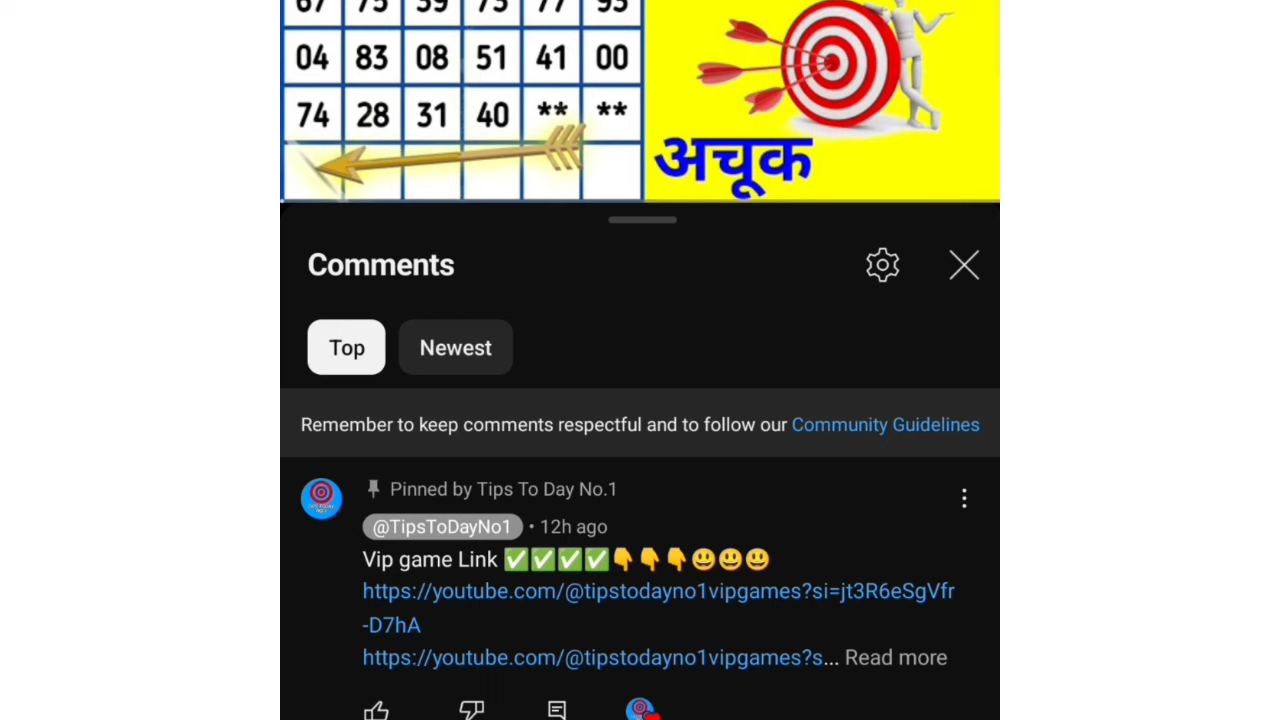 67 75 39 73 77 93
04 83 08 51 41 00
74 28 31 40 ** **
अचूक
Comments
Top Newest
Remember to keep comments respectful and to follow our Community Guidelines
Pinned by Tips To Day No.1
@TipsToDayNo1 • 12h ago
Vip game Link ✅✅✅✅👇👇👇😃😃😃
https://youtube.com/@tipstodayno1vipgames?si=jt3R6eSgVfr
-D7hA
https://youtube.com/@tipstodayno1vipgames?s... Read more